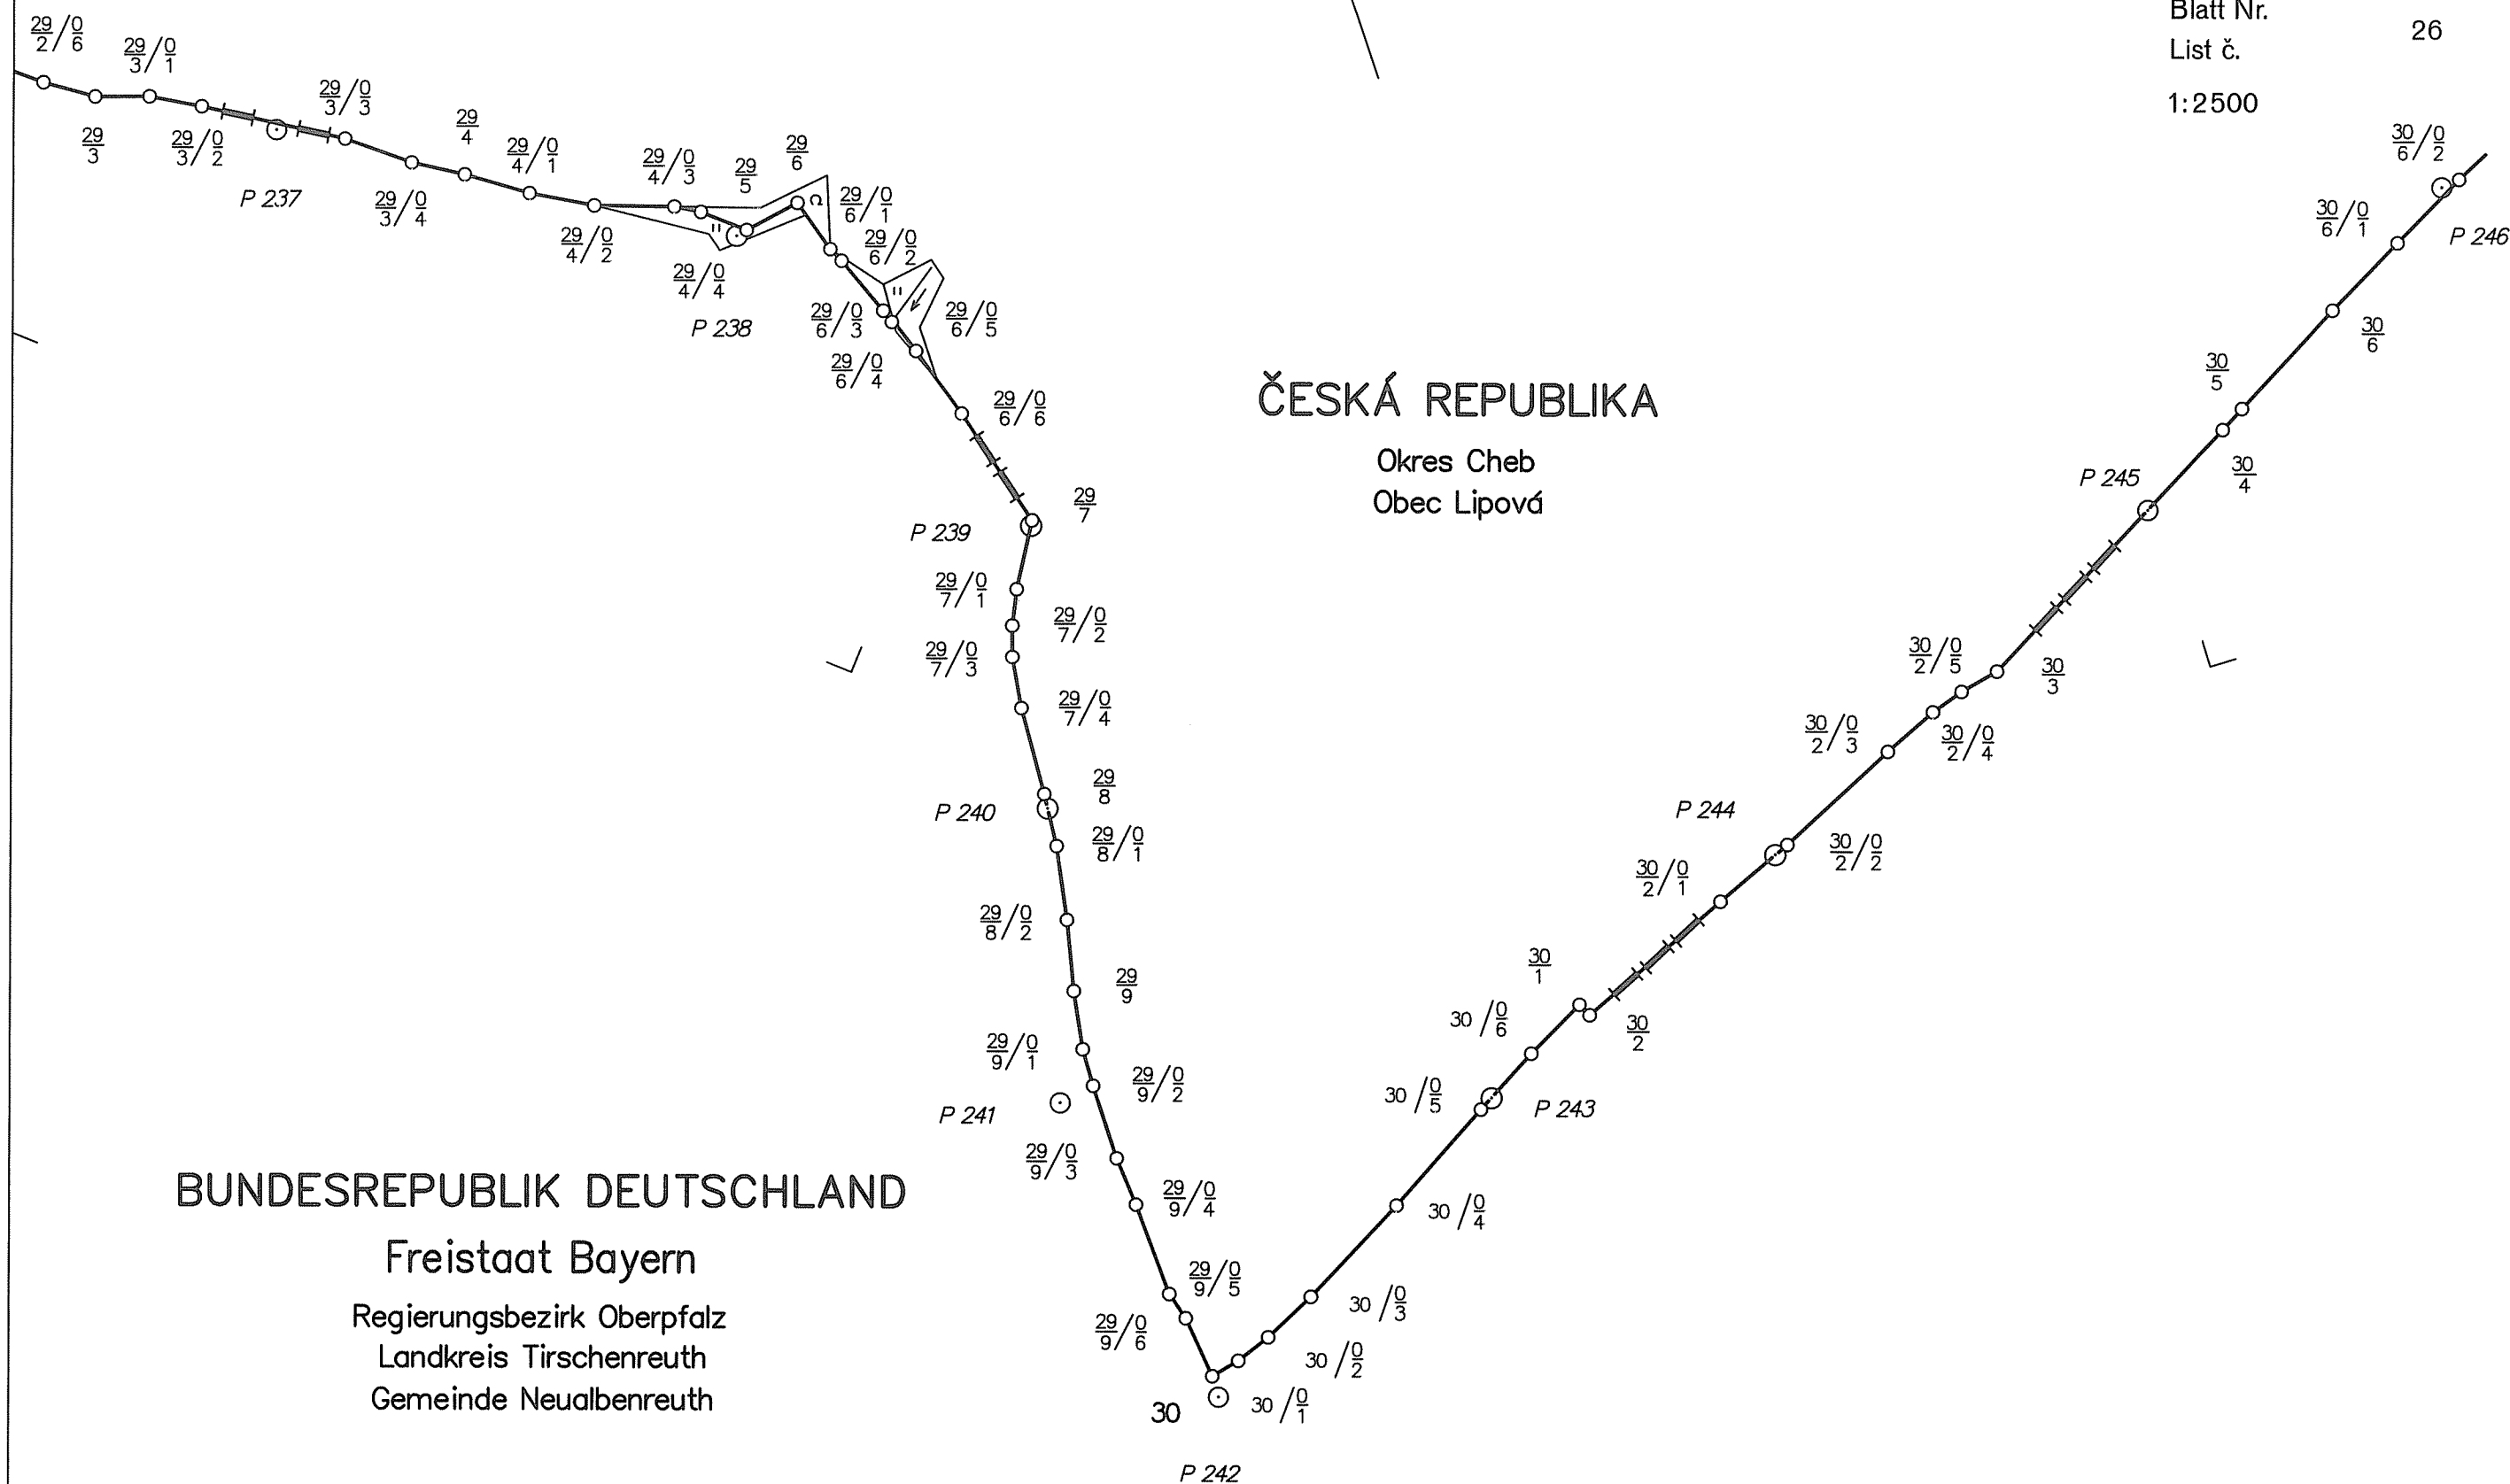 Blatt Nr.
List č.
26
1:2500
29/2/0/6
29/3/0/1
29/3
29/3/0/2
29/3/0/3
P 237
29/3/0/4
29/4
29/4/0/1
29/4/0/2
29/4/0/3
29/4/0/4
29/5
29/6
P 238
29/6/0/1
29/6/0/2
29/6/0/3
29/6/0/4
29/6/0/5
29/6/0/6
29/7
P 239
29/7/0/1
29/7/0/2
29/7/0/3
29/7/0/4
29/8
P 240
29/8/0/1
29/8/0/2
29/9
29/9/0/1
29/9/0/2
P 241
29/9/0/3
29/9/0/4
29/9/0/5
29/9/0/6
30
P 242
30/0/1
30/0/2
30/0/3
30/0/4
30/0/5
P 243
30/0/6
30/1
30/2
30/2/0/1
P 244
30/2/0/2
30/2/0/3
30/2/0/4
30/2/0/5
30/3
P 245
30/4
30/5
30/6
30/6/0/1
30/6/0/2
P 246
ČESKÁ REPUBLIKA
Okres Cheb
Obec Lipová
BUNDESREPUBLIK DEUTSCHLAND
Freistaat Bayern
Regierungsbezirk Oberpfalz
Landkreis Tirschenreuth
Gemeinde Neualbenreuth